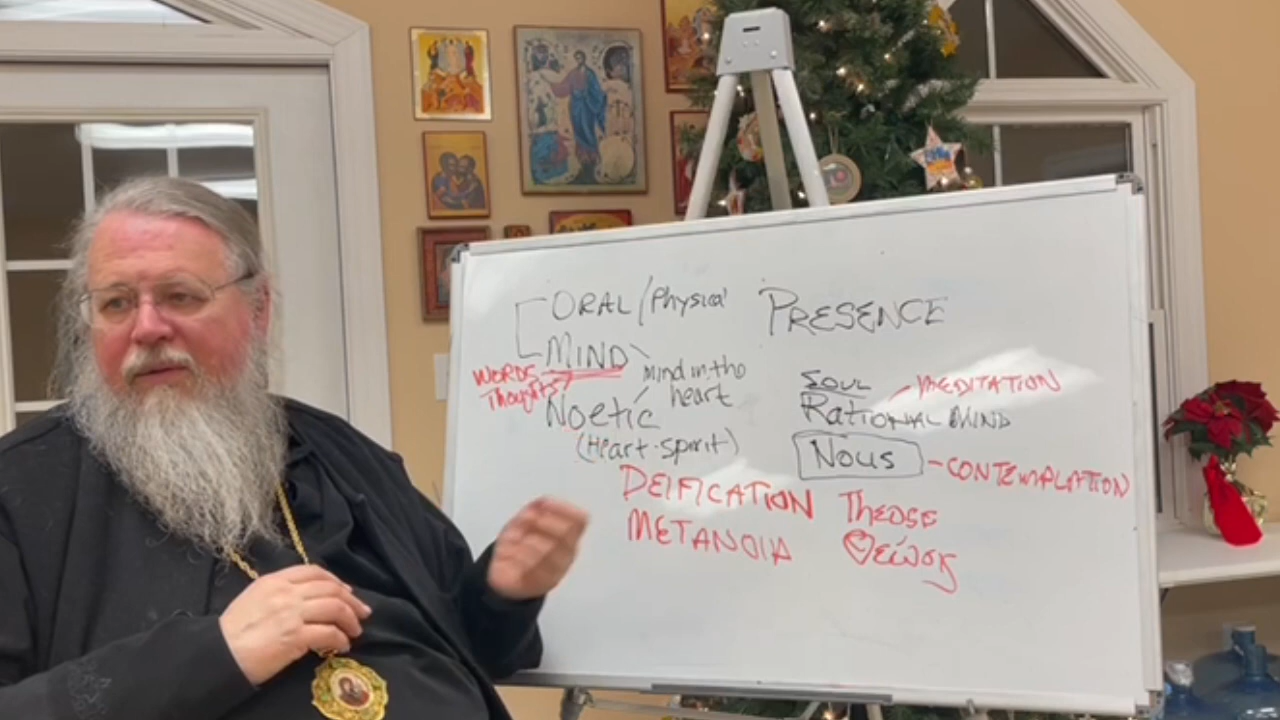 ORAL / Physical
MIND
mind in the
heart
WORDS
Thoughts
Noetic
(Heart-spirit)
PRESENCE
SOUL
MEDITATION
RATIONAL MIND
Nous
- CONTEMPLATION
DEIFICATION Theose
METANOIA Θείωση